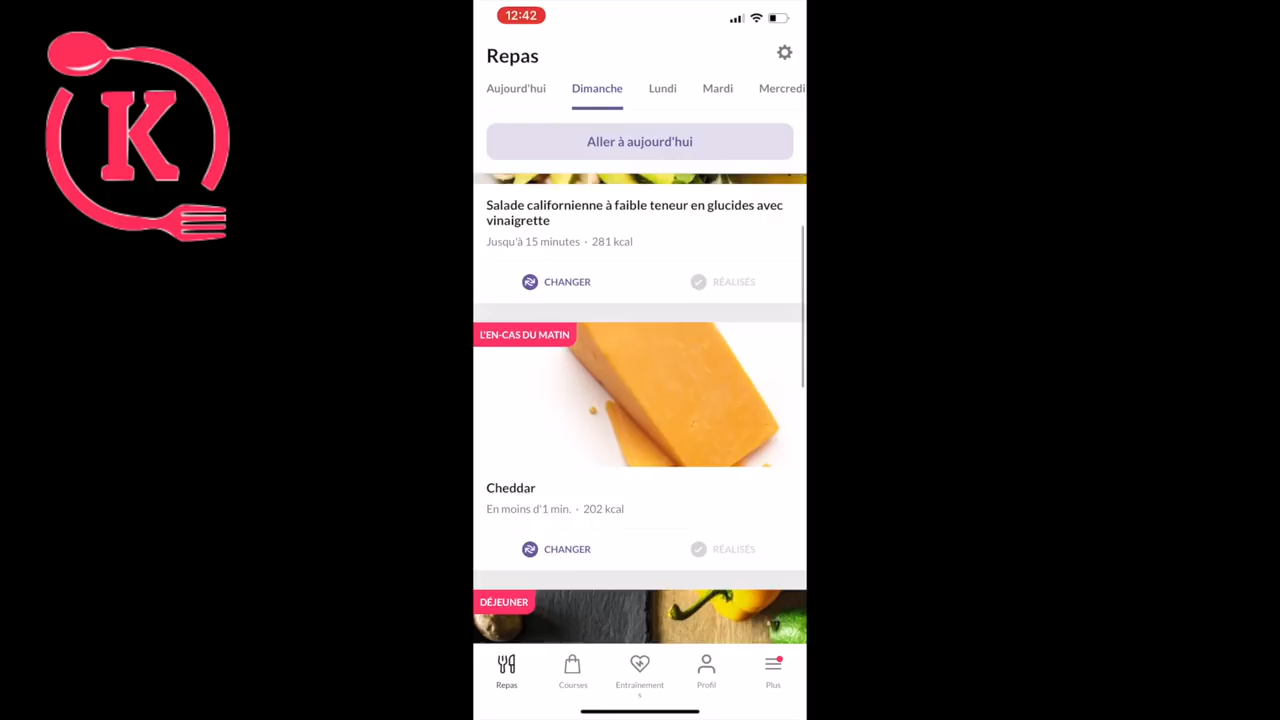 K
12:42
Repas
Aujourd'hui Dimanche Lundi Mardi Mercredi
Aller à aujourd'hui
Salade californienne à faible teneur en glucides avec
vinaigrette
Jusqu'à 15 minutes · 281 kcal
CHANGER RÉALISÉS
L'EN-CAS DU MATIN
Cheddar
En moins d'1 min. · 202 kcal
CHANGER RÉALISÉS
DÉJEUNER
Repas Courses Entraînement Profil Plus
s